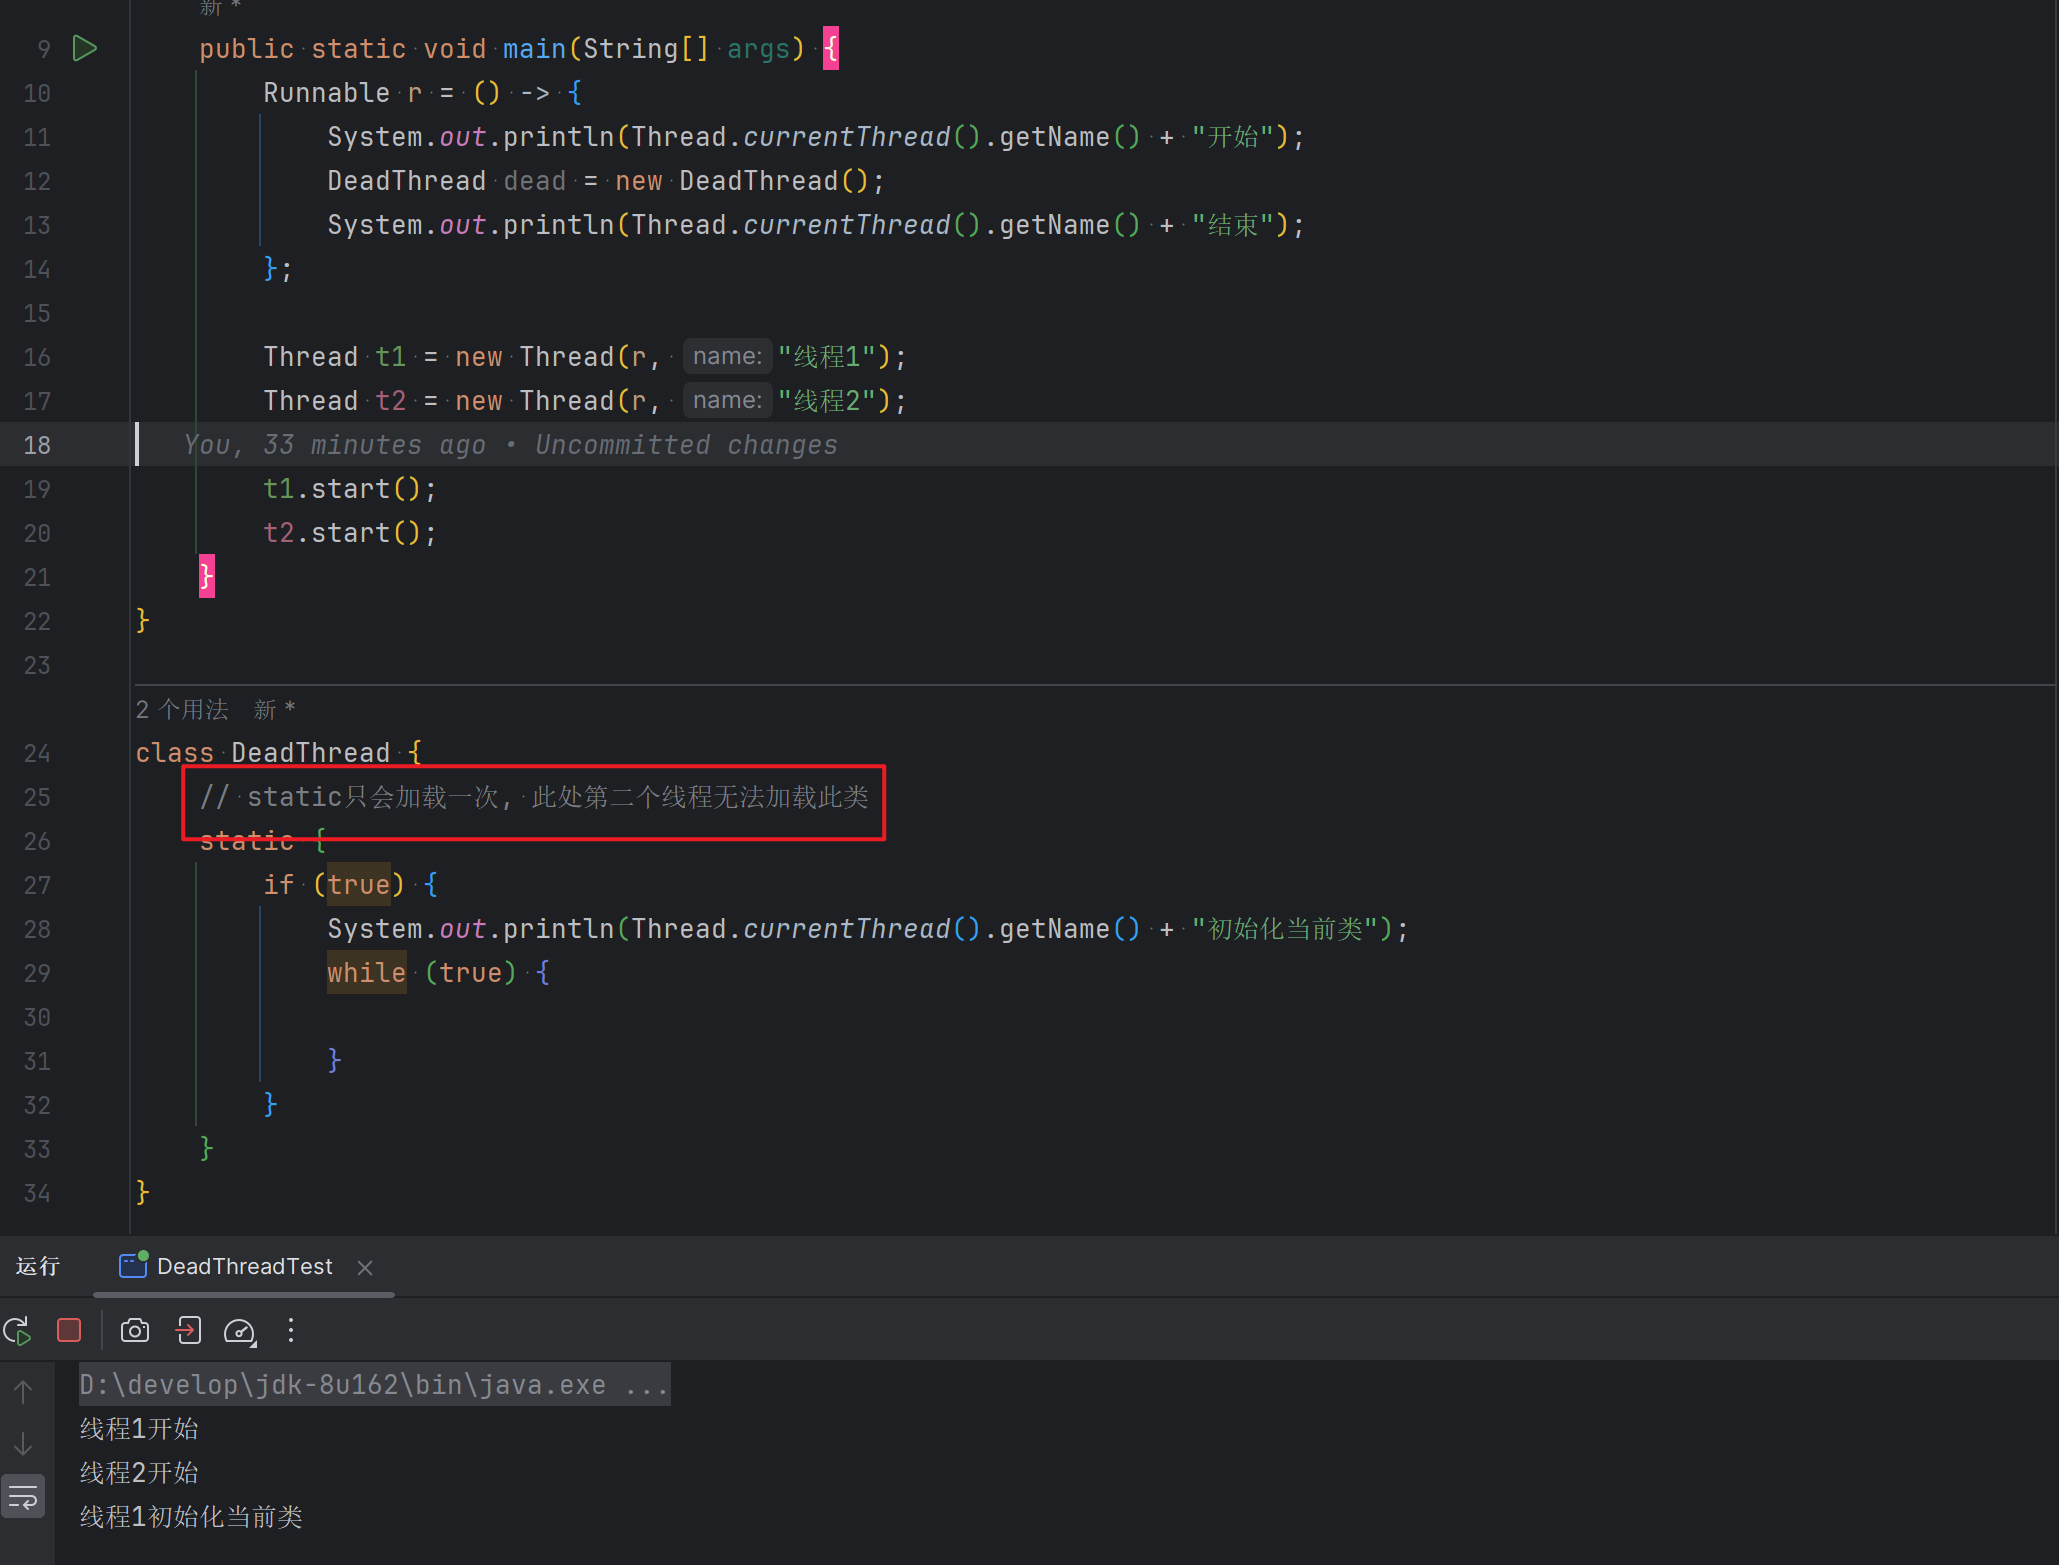 新 *
9 public static void main(String[] args) {
10 Runnable r = () -> {
11 System.out.println(Thread.currentThread().getName() + "开始");
12 DeadThread dead = new DeadThread();
13 System.out.println(Thread.currentThread().getName() + "结束");
14 };
15
16 Thread t1 = new Thread(r, name: "线程1");
17 Thread t2 = new Thread(r, name: "线程2");
18 You, 33 minutes ago • Uncommitted changes
19 t1.start();
20 t2.start();
21 }
22 }
23
2 个用法 新 *
24 class DeadThread {
25 // static只会加载一次, 此处第二个线程无法加载此类
26 static {
27 if (true) {
28 System.out.println(Thread.currentThread().getName() + "初始化当前类");
29 while (true) {
30
31 }
32 }
33 }
34 }
运行 DeadThreadTest
D:\develop\jdk-8u162\bin\java.exe ...
线程1开始
线程2开始
线程1初始化当前类